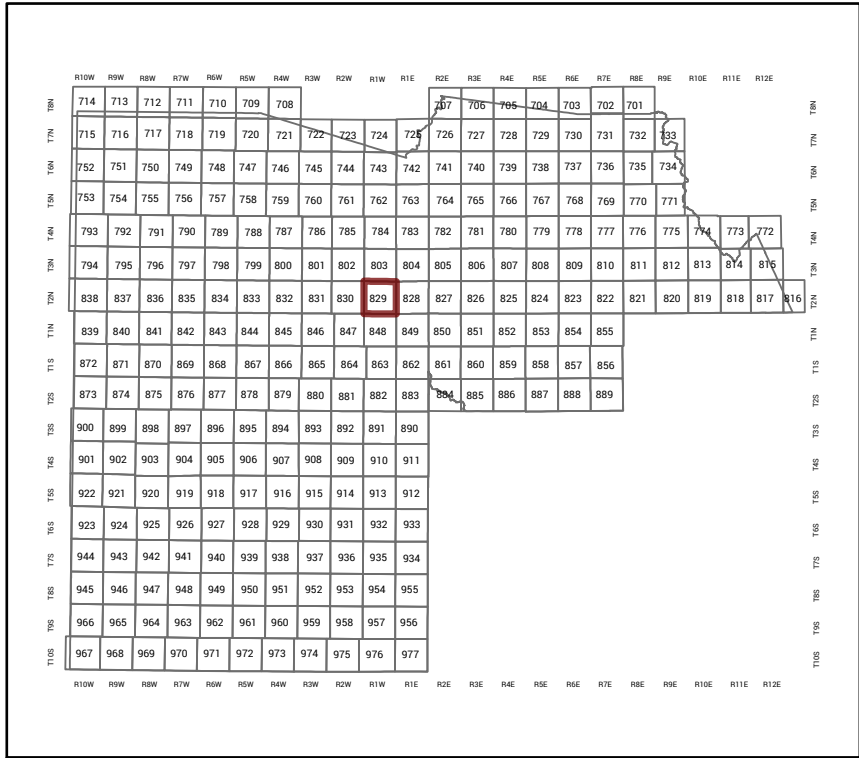 R10W R9W R8W R7W R6W R5W R4W R3W R2W R1W R1E R2E R3E R4E R5E R6E R7E R8E R9E R10E R11E R12E
T8N 714 713 712 711 710 709 708 707 706 705 704 703 702 701 T8N
T7N 715 716 717 718 719 720 721 722 723 724 725 726 727 728 729 730 731 732 733 T7N
T6N 752 751 750 749 748 747 746 745 744 743 742 741 740 739 738 737 736 735 734 T6N
T5N 753 754 755 756 757 758 759 760 761 762 763 764 765 766 767 768 769 770 771 T5N
T4N 793 792 791 790 789 788 787 786 785 784 783 782 781 780 779 778 777 776 775 774 773 772 T4N
T3N 794 795 796 797 798 799 800 801 802 803 804 805 806 807 808 809 810 811 812 813 814 815 T3N
T2N 838 837 836 835 834 833 832 831 830 829 828 827 826 825 824 823 822 821 820 819 818 817 816 T2N
T1N 839 840 841 842 843 844 845 846 847 848 849 850 851 852 853 854 855 T1N
T1S 872 871 870 869 868 867 866 865 864 863 862 861 860 859 858 857 856 T1S
T2S 873 874 875 876 877 878 879 880 881 882 883 884 885 886 887 888 889 T2S
T3S 900 899 898 897 896 895 894 893 892 891 890 T3S
T4S 901 902 903 904 905 906 907 908 909 910 911 T4S
T5S 922 921 920 919 918 917 916 915 914 913 912 T5S
T6S 923 924 925 926 927 928 929 930 931 932 933 T6S
T7S 944 943 942 941 940 939 938 937 936 935 934 T7S
T8S 945 946 947 948 949 950 951 952 953 954 955 T8S
T9S 966 965 964 963 962 961 960 959 958 957 956 T9S
T10S 967 968 969 970 971 972 973 974 975 976 977 T10S
R10W R9W R8W R7W R6W R5W R4W R3W R2W R1W R1E R2E R3E R4E R5E R6E R7E R8E R9E R10E R11E R12E